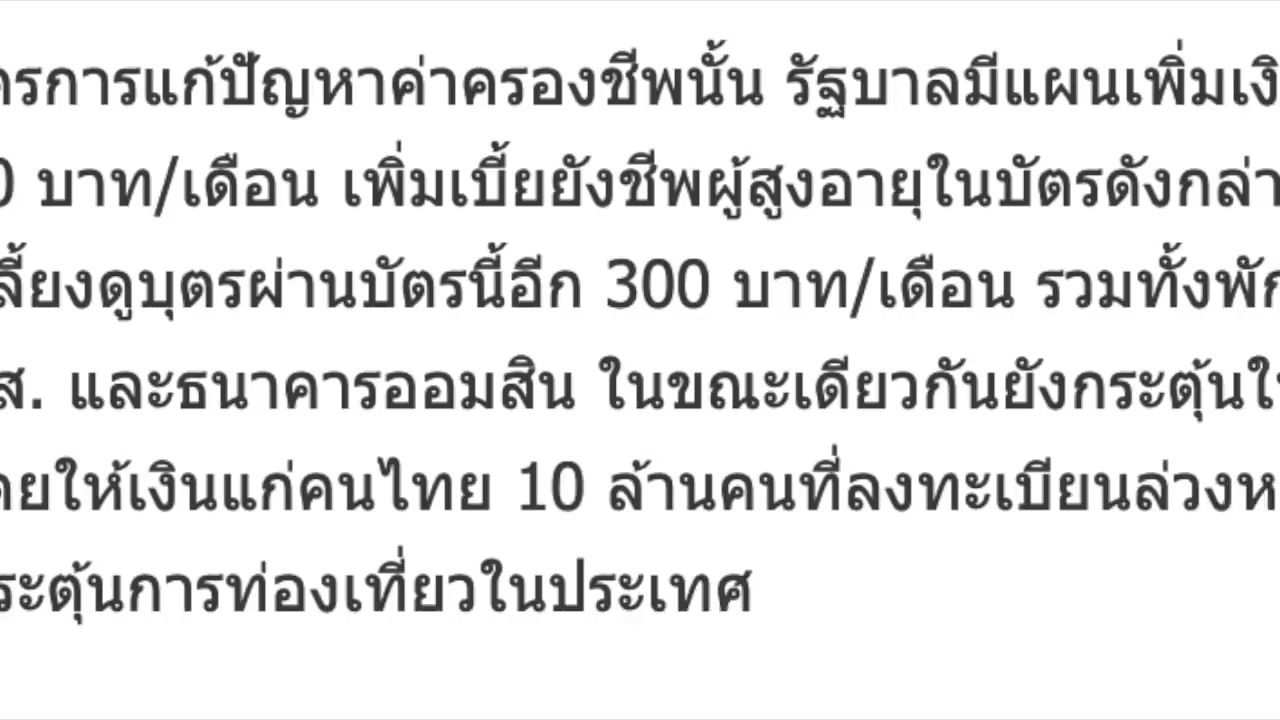 รการแก้ปัญหาค่าครองชีพนั้น รัฐบาลมีแผนเพิ่มเงิ
0 บาท/เดือน เพิ่มเบี้ยยังชีพผู้สูงอายุในบัตรดังกล่า
ลี้ยงดูบุตรผ่านบัตรนี้อีก 300 บาท/เดือน รวมทั้งพัก
ส. และธนาคารออมสิน ในขณะเดียวกันยังกระตุ้นให
ดยให้เงินแก่คนไทย 10 ล้านคนที่ลงทะเบียนล่วงห
ระตุ้นการท่องเที่ยวในประเทศ